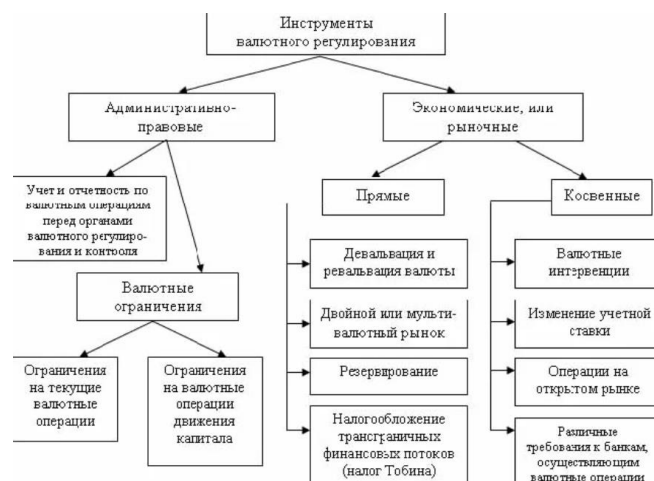 Инструменты
валютного регулирования
Административно-
правовые
Экономические, или
рыночные
Учет и отчетность по
валютным операциям
перед органами
валютного регулиро-
вания и контроля
Прямые
Косвенные
Валютные
ограничения
Девальвация и
ревальвация валюты
Валютные
интервенции
Двойной или мульти-
валютный рынок
Изменение учетной
ставки
Ограничения
на текущие
валютные
операции
Ограничения
на валютные
операции
движения
капитала
Резервирование
Операции на
открытом рынке
Налогообложение
трансграничных
финансовых потоков
(налог Тобина)
Различные
требования к банкам,
осуществляющим
валютные операции